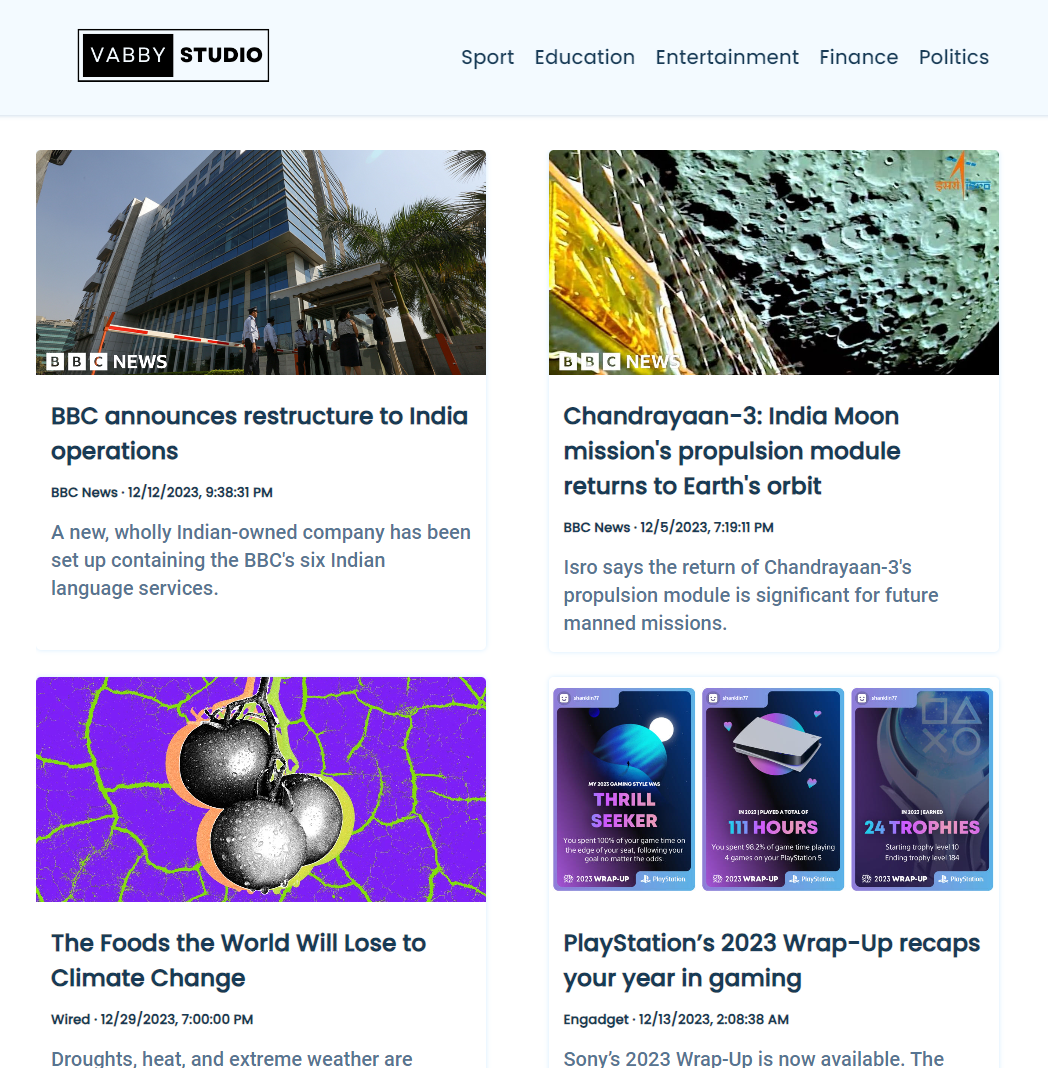 VABBY STUDIO
Sport Education Entertainment Finance Politics
BBC NEWS
BBC announces restructure to India
operations
BBC News · 12/12/2023, 9:38:31 PM
A new, wholly Indian-owned company has been
set up containing the BBC's six Indian
language services.
इसरो isro
BBC NEWS
Chandrayaan-3: India Moon
mission's propulsion module
returns to Earth's orbit
BBC News · 12/5/2023, 7:19:11 PM
Isro says the return of Chandrayaan-3's
propulsion module is significant for future
manned missions.
The Foods the World Will Lose to
Climate Change
Wired · 12/29/2023, 7:00:00 PM
Droughts, heat, and extreme weather are
shanklin77
MY 2023 GAMING STYLE WAS
THRILL
SEEKER
You spent 100% of your game time on
the edge of your seat, following your
goal no matter the odds
2023 WRAP-UP PlayStation.
shanklin77
IN 2023 I PLAYED A TOTAL OF
111 HOURS
You spent 98.2% of game time playing
4 games on your PlayStation 5
2023 WRAP-UP PlayStation.
shanklin77
IN 2023 I EARNED
24 TROPHIES
Starting trophy level 10
Ending trophy level 184
2023 WRAP-UP PlayStation.
PlayStation’s 2023 Wrap-Up recaps
your year in gaming
Engadget · 12/13/2023, 2:08:38 AM
Sony’s 2023 Wrap-Up is now available. The